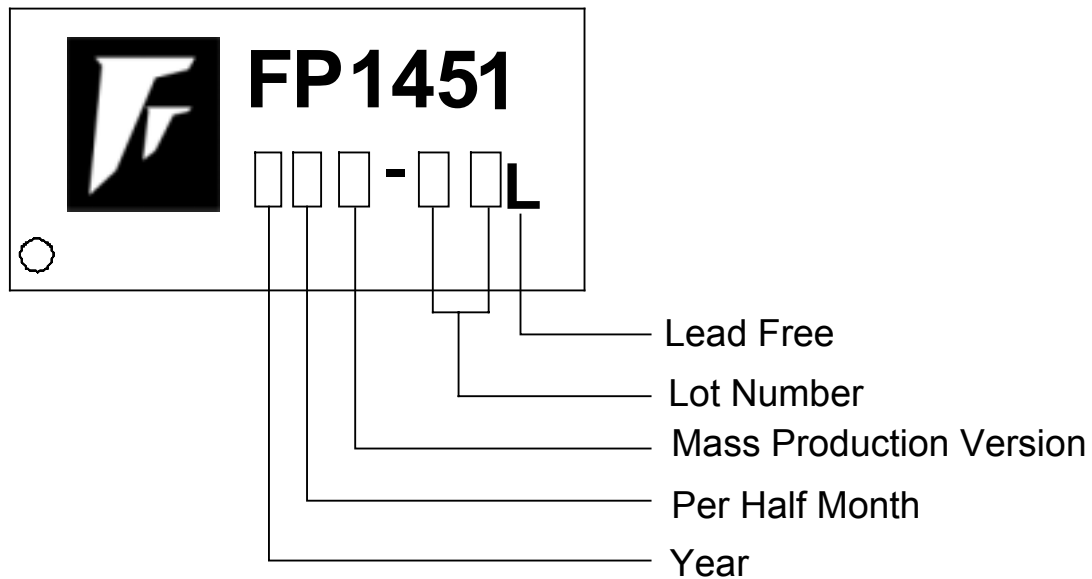 FP1451
- L
Lead Free
Lot Number
Mass Production Version
Per Half Month
Year